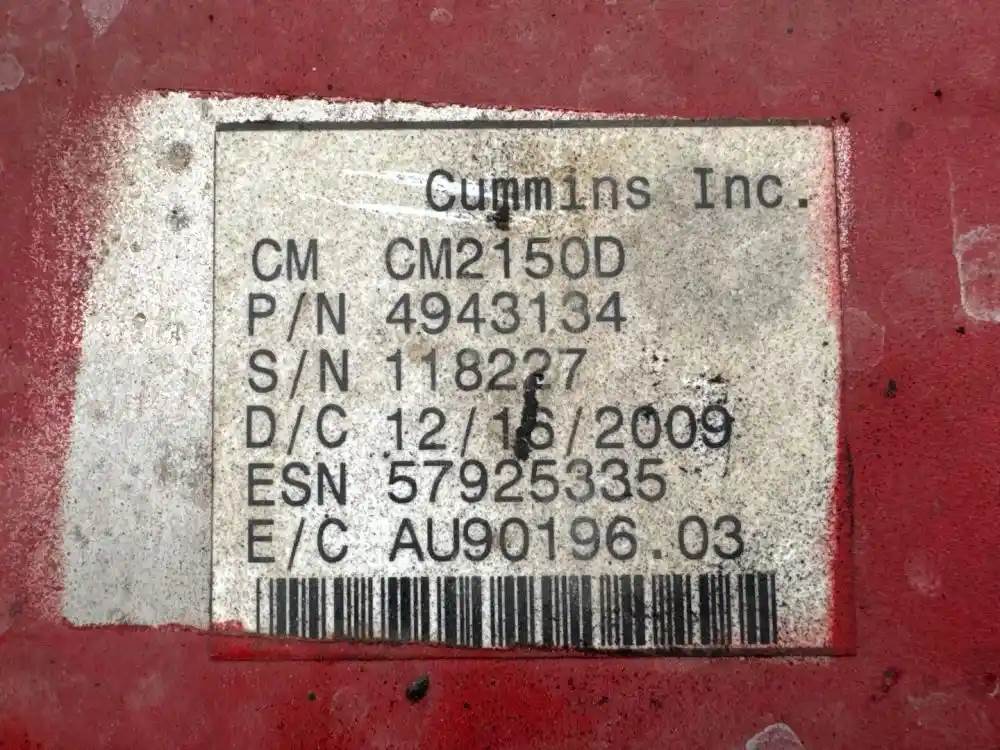 Cummins Inc.
CM CM2150D
P/N 4943134
S/N 118227
D/C 12/16/2009
ESN 57925335
E/C AU90196.03